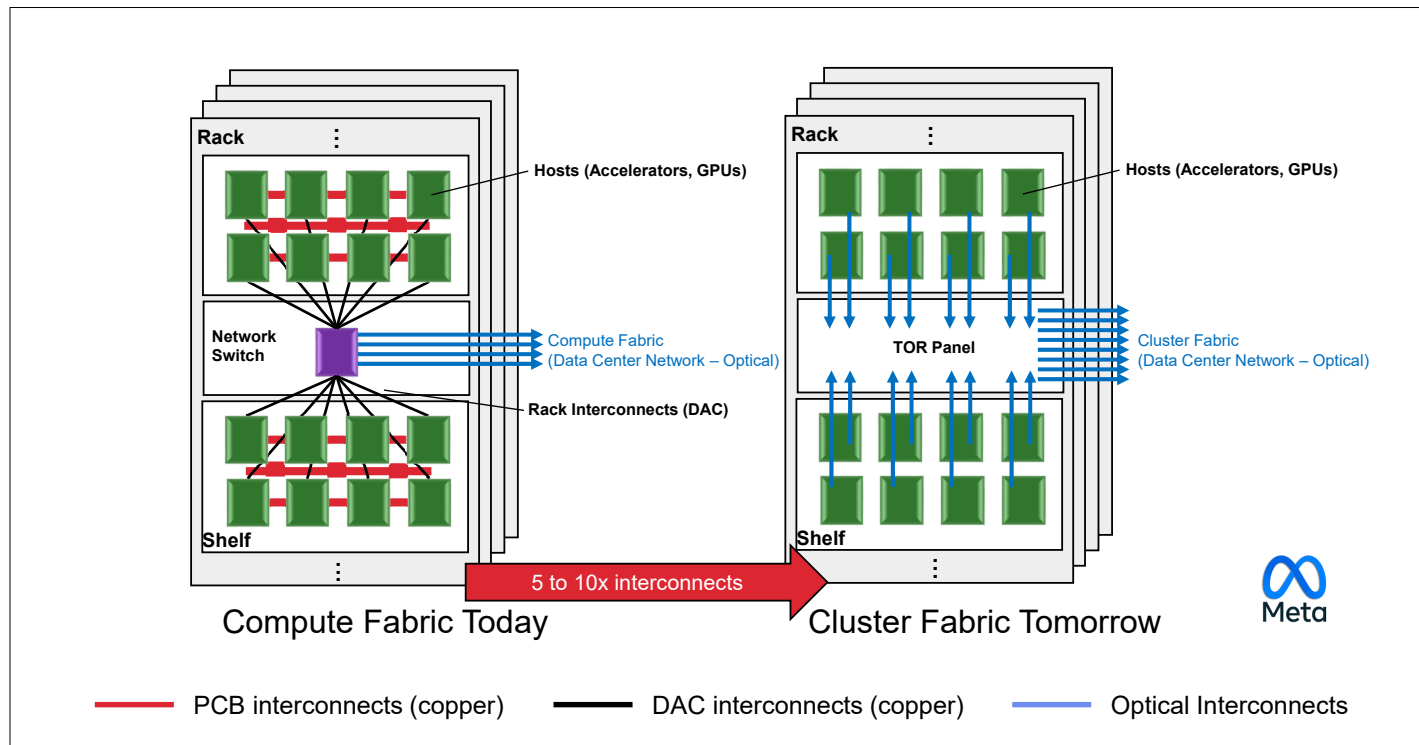 Rack
⋮
Hosts (Accelerators, GPUs)
Network
Switch
Compute Fabric
(Data Center Network – Optical)
Rack Interconnects (DAC)
Shelf
⋮
Compute Fabric Today
5 to 10x interconnects
Rack
⋮
Hosts (Accelerators, GPUs)
TOR Panel
Cluster Fabric
(Data Center Network – Optical)
Shelf
⋮
Cluster Fabric Tomorrow
Meta
PCB interconnects (copper)
DAC interconnects (copper)
Optical Interconnects